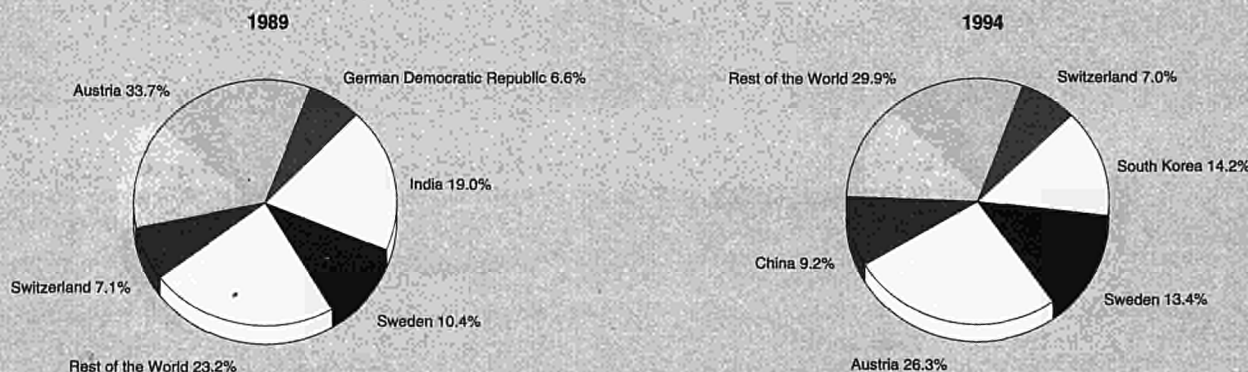 1989
German Democratic Republic 6.6%
Austria 33.7%
India 19.0%
Switzerland 7.1%
Sweden 10.4%
Rest of the World 23.2%
1994
Rest of the World 29.9%
Switzerland 7.0%
South Korea 14.2%
China 9.2%
Sweden 13.4%
Austria 26.3%